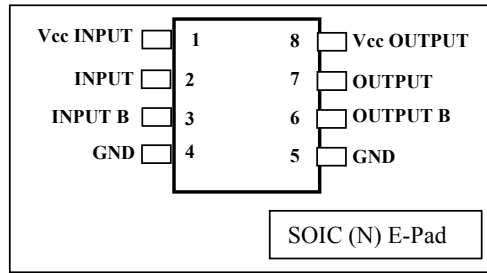 Vcc INPUT 1 8 Vcc OUTPUT
INPUT 2 7 OUTPUT
INPUT B 3 6 OUTPUT B
GND 4 5 GND
SOIC (N) E-Pad